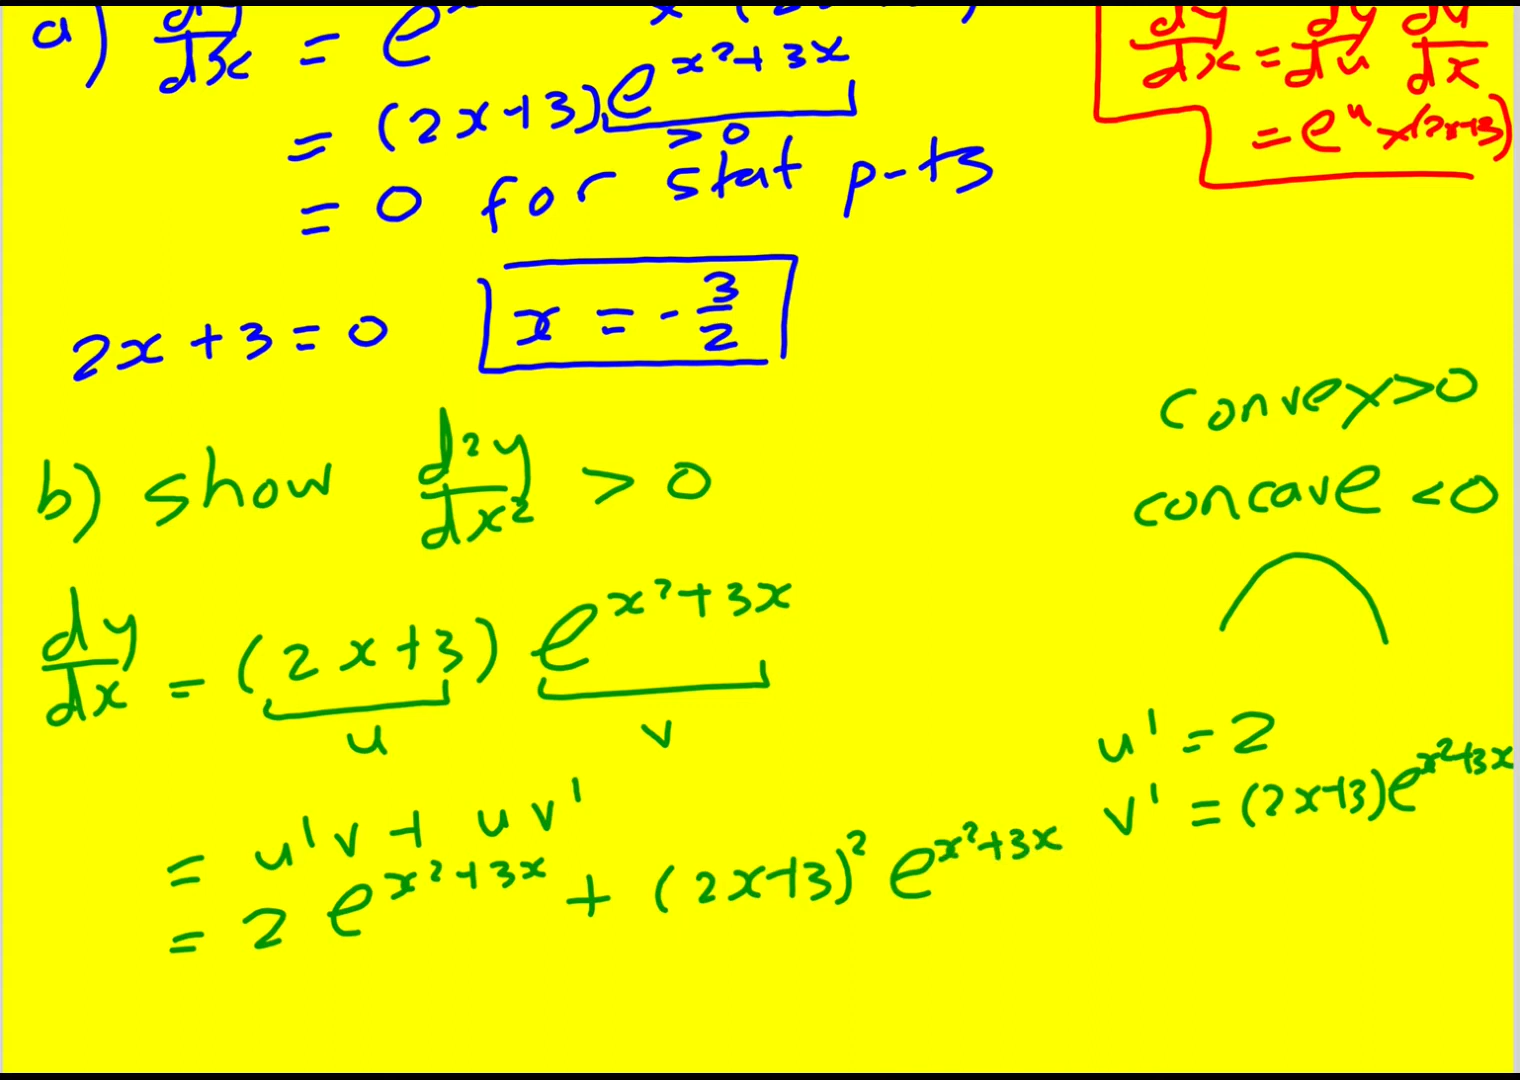 a) dy/dx = e^x × (2x
= (2x+3)e^(x²+3x)
> 0
= 0 for stat pts
2x+3=0 x = -3/2
dy/dx = dy/du du/dx
= e^u × (2x+3)
b) show d²y/dx² > 0
convex>0
concave <0
dy/dx = (2x+3) e^(x²+3x)
u v
u' = 2
v' = (2x+3)e^(x²+3x)
= u'v + uv'
= 2e^(x²+3x) + (2x+3)² e^(x²+3x)